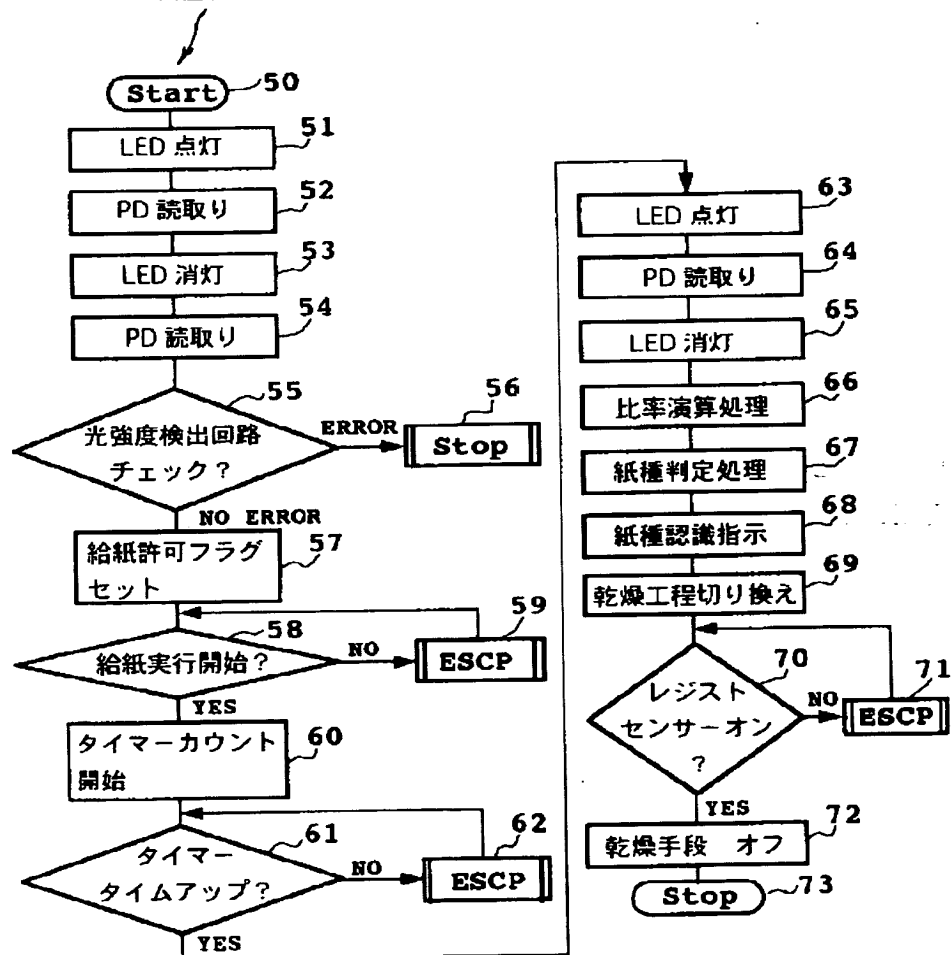 Start
50
LED 点灯
51
PD 読取り
52
LED 消灯
53
PD 読取り
54
光強度検出回路
チェック？
55
ERROR
Stop
56
NO ERROR
給紙許可フラグ
セット
57
給紙実行開始？
58
NO
ESCP
59
YES
タイマーカウント
開始
60
タイマー
タイムアップ？
61
NO
ESCP
62
YES
LED 点灯
63
PD 読取り
64
LED 消灯
65
比率演算処理
66
紙種判定処理
67
紙種認識指示
68
乾燥工程切り換え
69
レジスト
センサーオン
？
70
NO
ESCP
71
YES
乾燥手段 オフ
72
Stop
73